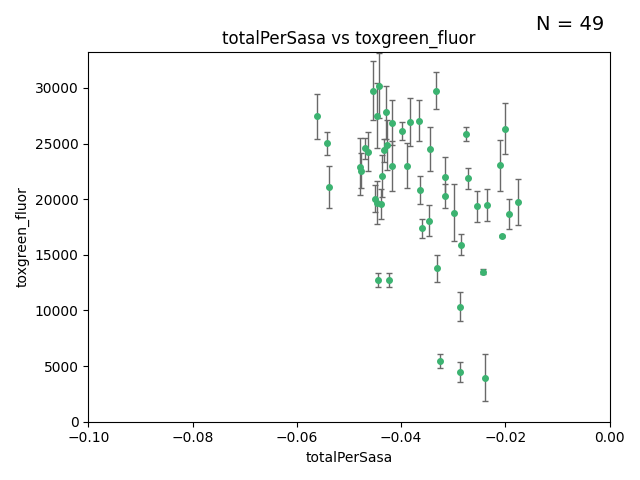 N = 49
totalPerSasa vs toxgreen_fluor
toxgreen_fluor
30000
25000
20000
15000
10000
5000
0
−0.10 −0.08 −0.06 −0.04 −0.02 0.00
totalPerSasa